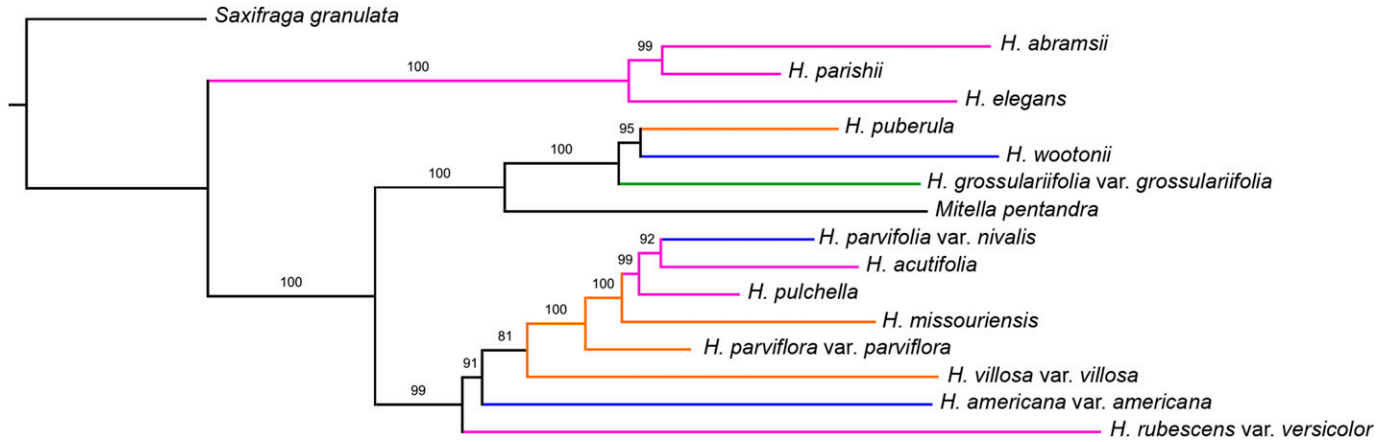 Saxifraga granulata
99
H. abramsii
100
H. parishii
H. elegans
95
H. puberula
100
H. wootonii
100
H. grossulariifolia var. grossulariifolia
Mitella pentandra
92
H. parvifolia var. nivalis
99
H. acutifolia
100
100
H. pulchella
100
H. missouriensis
81
H. parviflora var. parviflora
91
H. villosa var. villosa
99
H. americana var. americana
H. rubescens var. versicolor